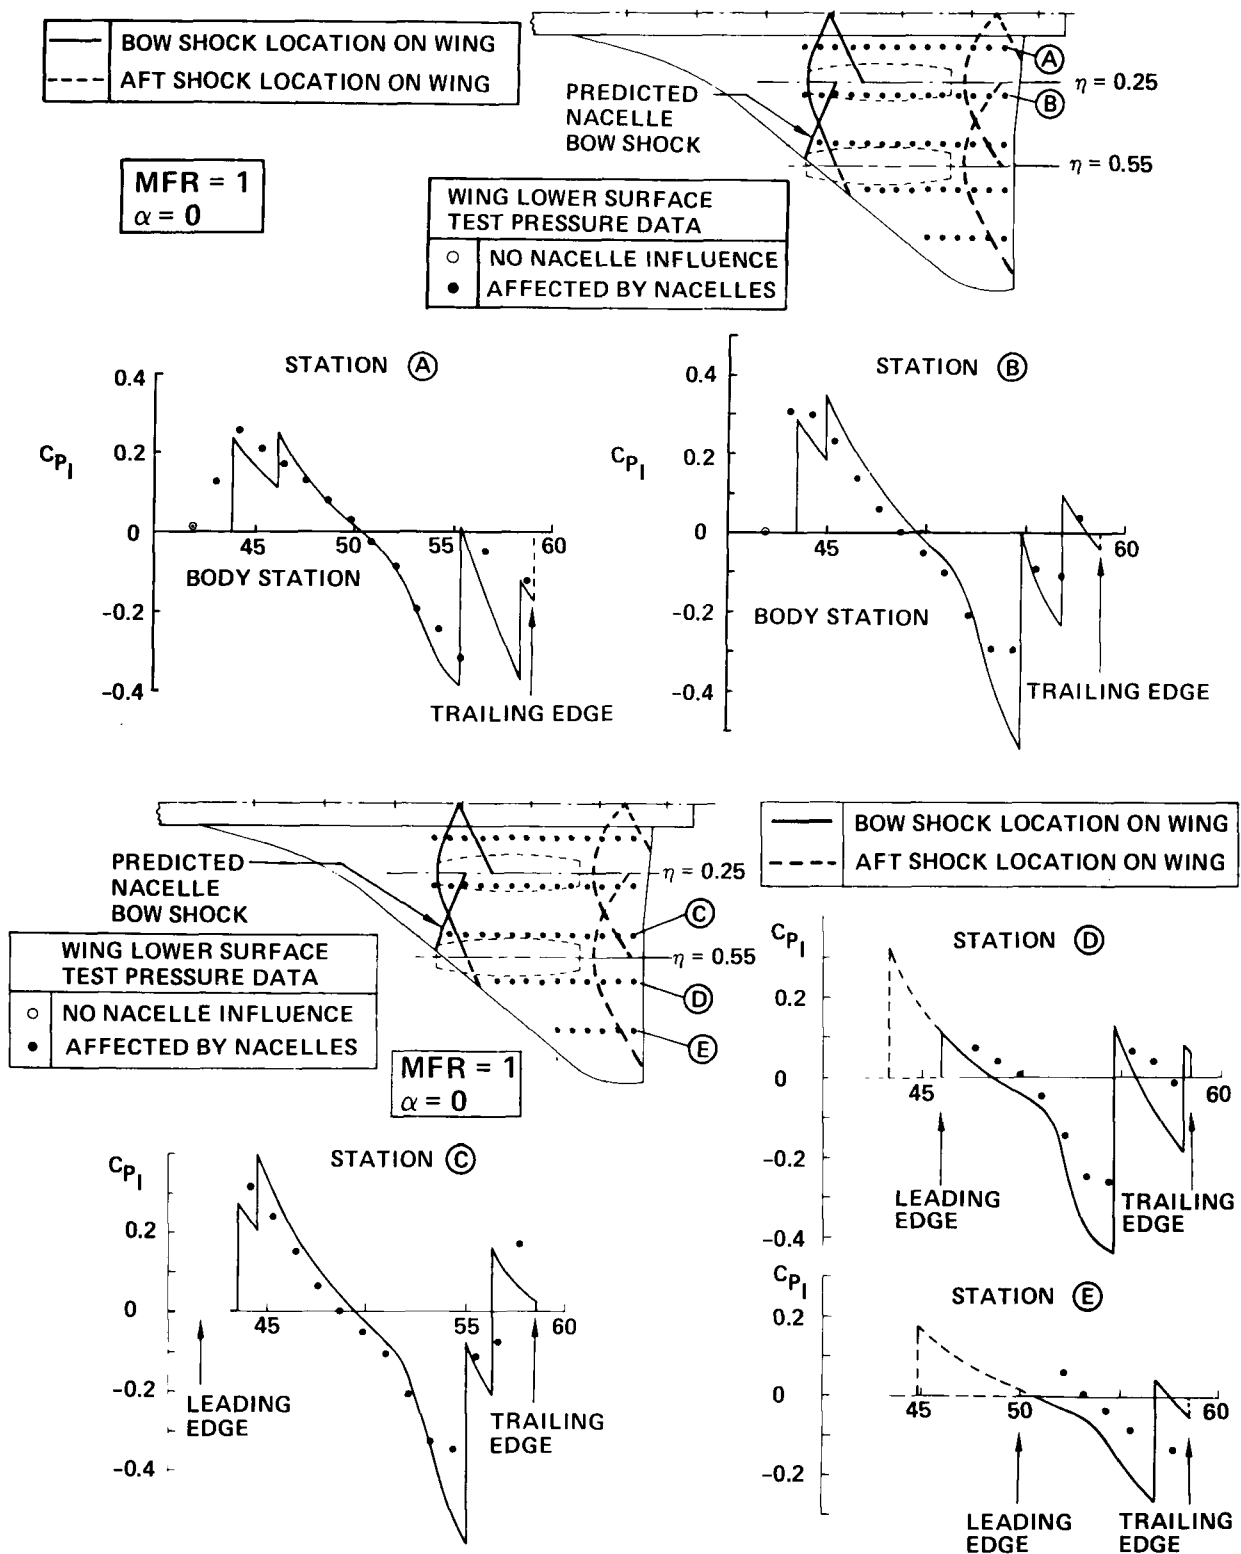 BOW SHOCK LOCATION ON WING
AFT SHOCK LOCATION ON WING
MFR = 1
α = 0
PREDICTED
NACELLE
BOW SHOCK
A
η = 0.25
B
η = 0.55
WING LOWER SURFACE
TEST PRESSURE DATA
NO NACELLE INFLUENCE
AFFECTED BY NACELLES
STATION A
0.4
CPI
0.2
0
45
50
55
60
BODY STATION
-0.2
-0.4
TRAILING EDGE
STATION B
0.4
CPI
0.2
0
45
60
BODY STATION
-0.2
-0.4
TRAILING EDGE
PREDICTED
NACELLE
BOW SHOCK
η = 0.25
C
η = 0.55
D
E
WING LOWER SURFACE
TEST PRESSURE DATA
NO NACELLE INFLUENCE
AFFECTED BY NACELLES
MFR = 1
α = 0
BOW SHOCK LOCATION ON WING
AFT SHOCK LOCATION ON WING
STATION C
CPI
0.2
0
45
55
60
-0.2
-0.4
LEADING
EDGE
TRAILING
EDGE
CPI
STATION D
0.2
0
45
60
-0.2
-0.4
LEADING
EDGE
TRAILING
EDGE
CPI
STATION E
0.2
0
45
50
60
-0.2
LEADING
EDGE
TRAILING
EDGE